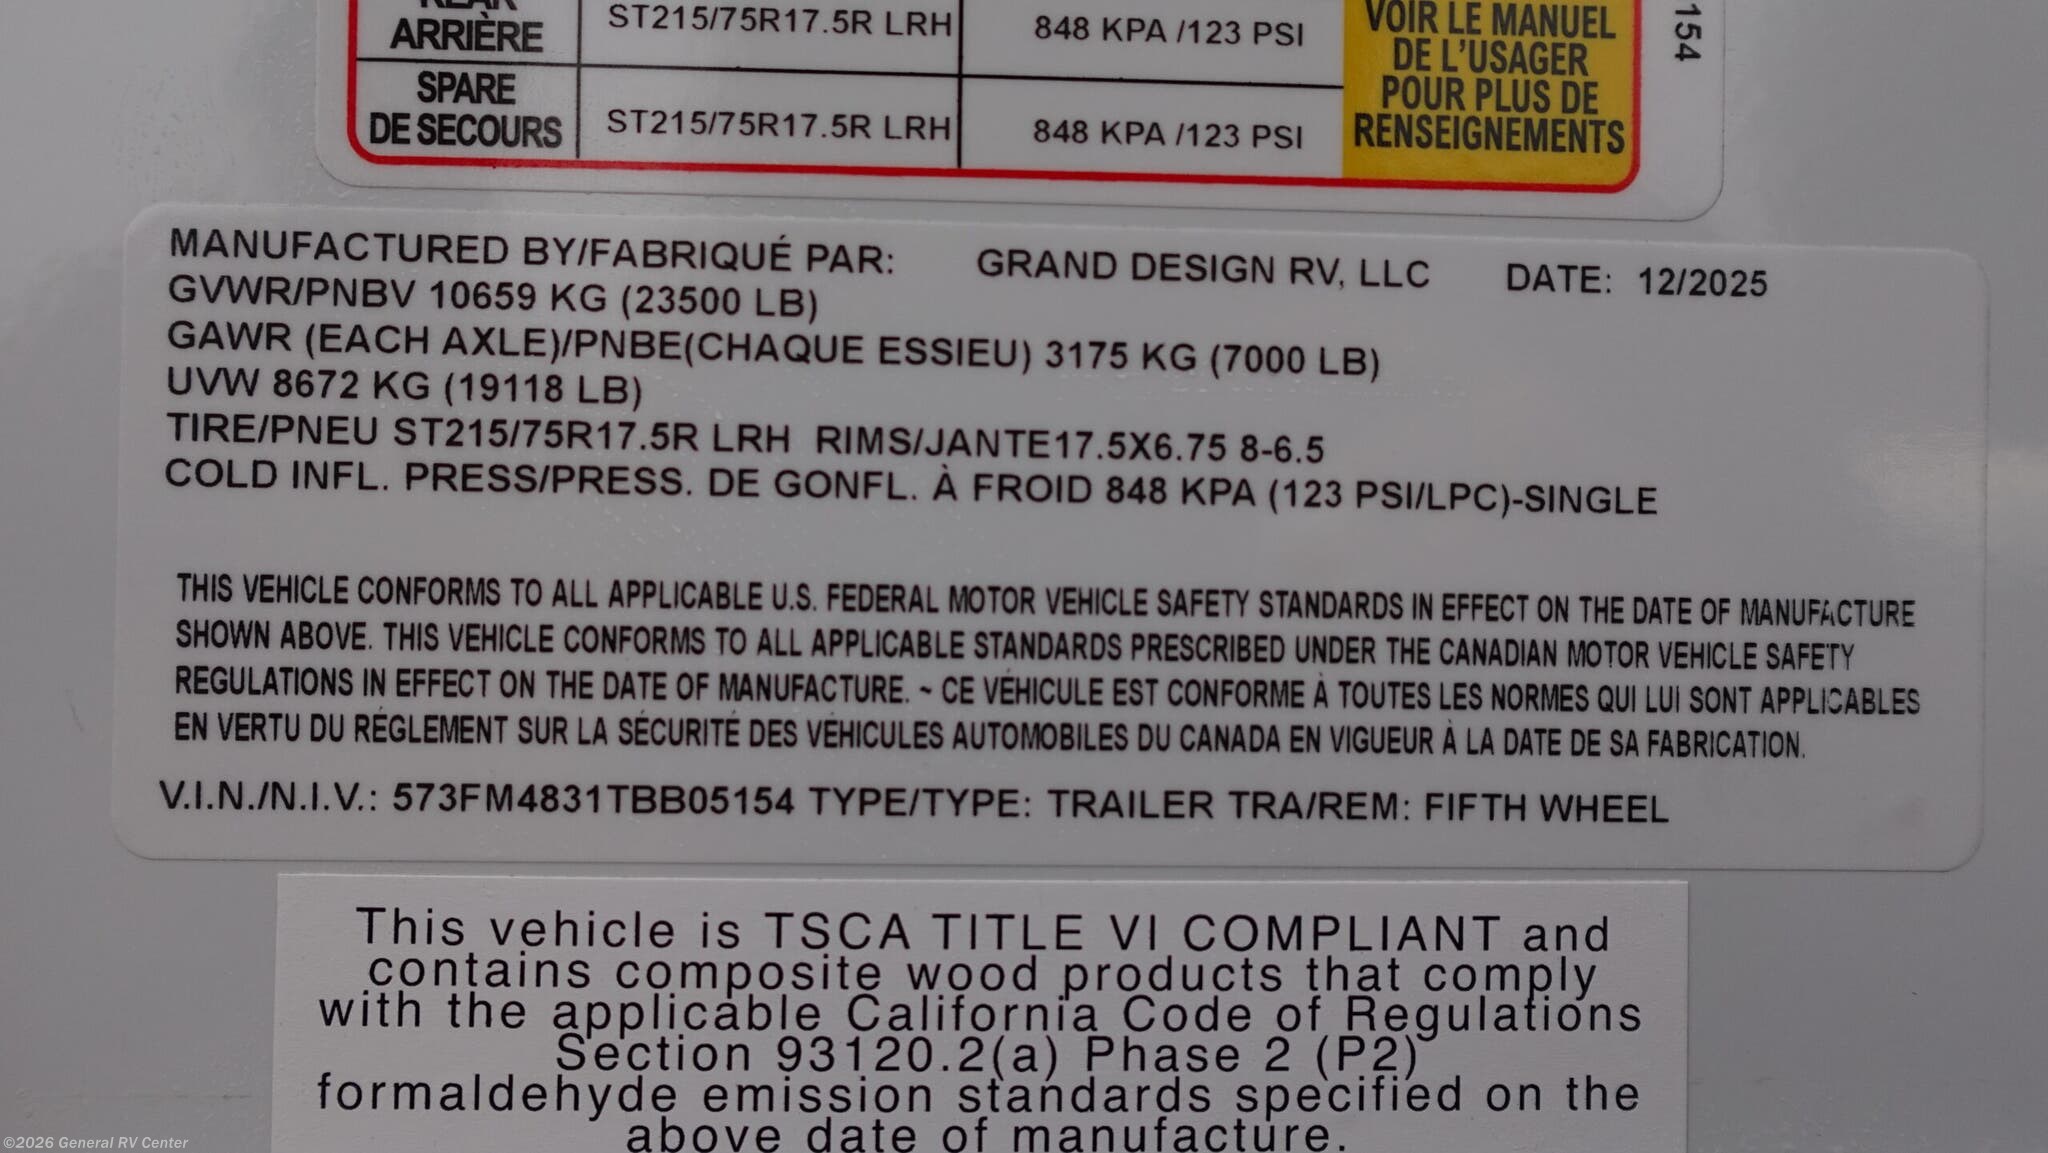 REAR
ARRIÈRE
ST215/75R17.5R LRH
848 KPA /123 PSI
SPARE
DE SECOURS
ST215/75R17.5R LRH
848 KPA /123 PSI
VOIR LE MANUEL
DE L'USAGER
POUR PLUS DE
RENSEIGNEMENTS
154
MANUFACTURED BY/FABRIQUÉ PAR: GRAND DESIGN RV, LLC DATE: 12/2025
GVWR/PNBV 10659 KG (23500 LB)
GAWR (EACH AXLE)/PNBE(CHAQUE ESSIEU) 3175 KG (7000 LB)
UVW 8672 KG (19118 LB)
TIRE/PNEU ST215/75R17.5R LRH RIMS/JANTE17.5X6.75 8-6.5
COLD INFL. PRESS/PRESS. DE GONFL. À FROID 848 KPA (123 PSI/LPC)-SINGLE
THIS VEHICLE CONFORMS TO ALL APPLICABLE U.S. FEDERAL MOTOR VEHICLE SAFETY STANDARDS IN EFFECT ON THE DATE OF MANUFACTURE
SHOWN ABOVE. THIS VEHICLE CONFORMS TO ALL APPLICABLE STANDARDS PRESCRIBED UNDER THE CANADIAN MOTOR VEHICLE SAFETY
REGULATIONS IN EFFECT ON THE DATE OF MANUFACTURE. ~ CE VÉHICULE EST CONFORME À TOUTES LES NORMES QUI LUI SONT APPLICABLES
EN VERTU DU RÉGLEMENT SUR LA SÉCURITÉ DES VÉHICULES AUTOMOBILES DU CANADA EN VIGUEUR À LA DATE DE SA FABRICATION.
V.I.N./N.I.V.: 573FM4831TBB05154 TYPE/TYPE: TRAILER TRA/REM: FIFTH WHEEL
This vehicle is TSCA TITLE VI COMPLIANT and
contains composite wood products that comply
with the applicable California Code of Regulations
Section 93120.2(a) Phase 2 (P2)
formaldehyde emission standards specified on the
above date of manufacture.
©2026 General RV Center